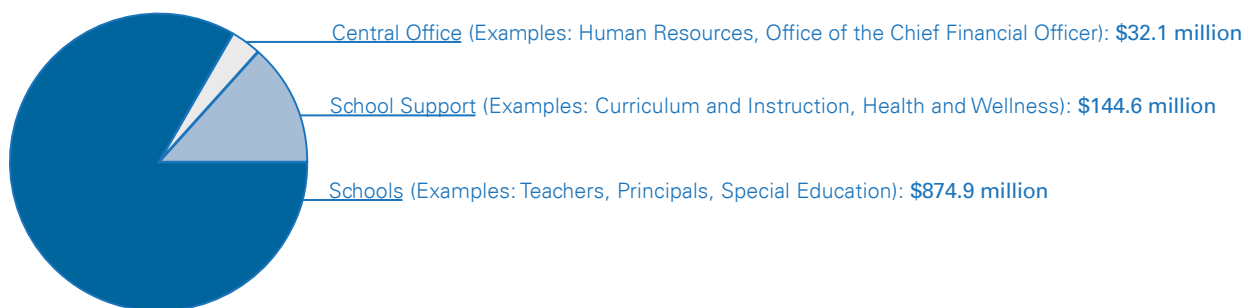 Central Office (Examples: Human Resources, Office of the Chief Financial Officer): $32.1 million
School Support (Examples: Curriculum and Instruction, Health and Wellness): $144.6 million
Schools (Examples: Teachers, Principals, Special Education): $874.9 million